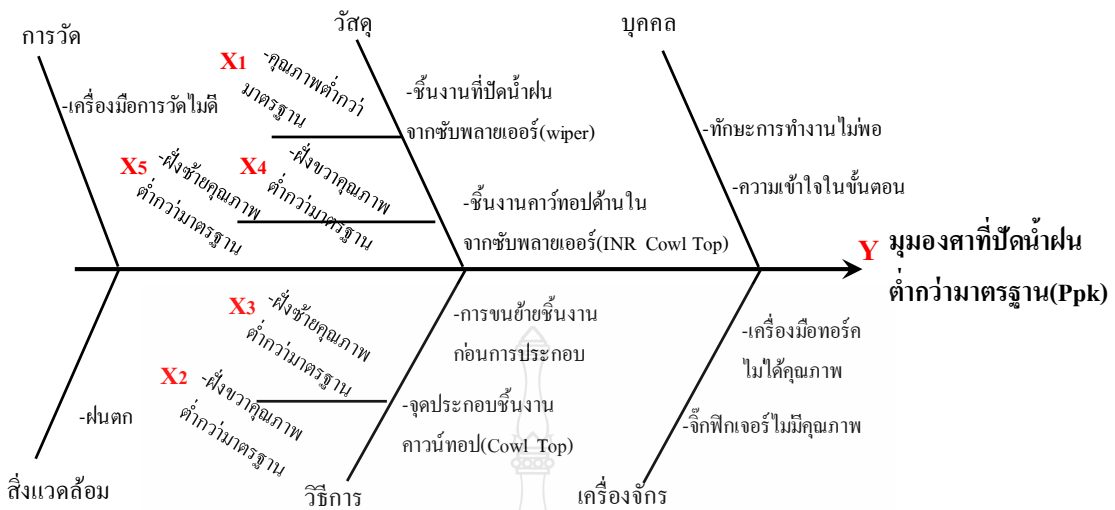 การวัด
วัสดุ
บุคคล
X1
-คุณภาพต่ำกว่า
มาตรฐาน
-เครื่องมือการวัดไม่ดี
-ชิ้นงานที่ปัดน้ำฝน
จากซับพลายเออร์(wiper)
-ทักษะการทำงานไม่พอ
X5
-ฝั่งซ้ายคุณภาพ
ต่ำกว่ามาตรฐาน
X4
-ฝั่งขวาคุณภาพ
ต่ำกว่ามาตรฐาน
-ความเข้าใจในขั้นตอน
-ชิ้นงานคาว์ทอปด้านใน
จากซับพลายเออร์(INR Cowl Top)
Y
มุมองศาที่ปัดน้ำฝน
ต่ำกว่ามาตรฐาน(Ppk)
X3
-ฝั่งซ้ายคุณภาพ
ต่ำกว่ามาตรฐาน
-การขนย้ายชิ้นงาน
ก่อนการประกอบ
-เครื่องมือทอร์ค
ไม่ได้คุณภาพ
X2
-ฝั่งขวาคุณภาพ
ต่ำกว่ามาตรฐาน
-ฝนตก
-จุดประกอบชิ้นงาน
คาวน์ทอป(Cowl Top)
-จิ๊กฟิกเจอร์ไม่มีคุณภาพ
สิ่งแวดล้อม
วิธีการ
เครื่องจักร